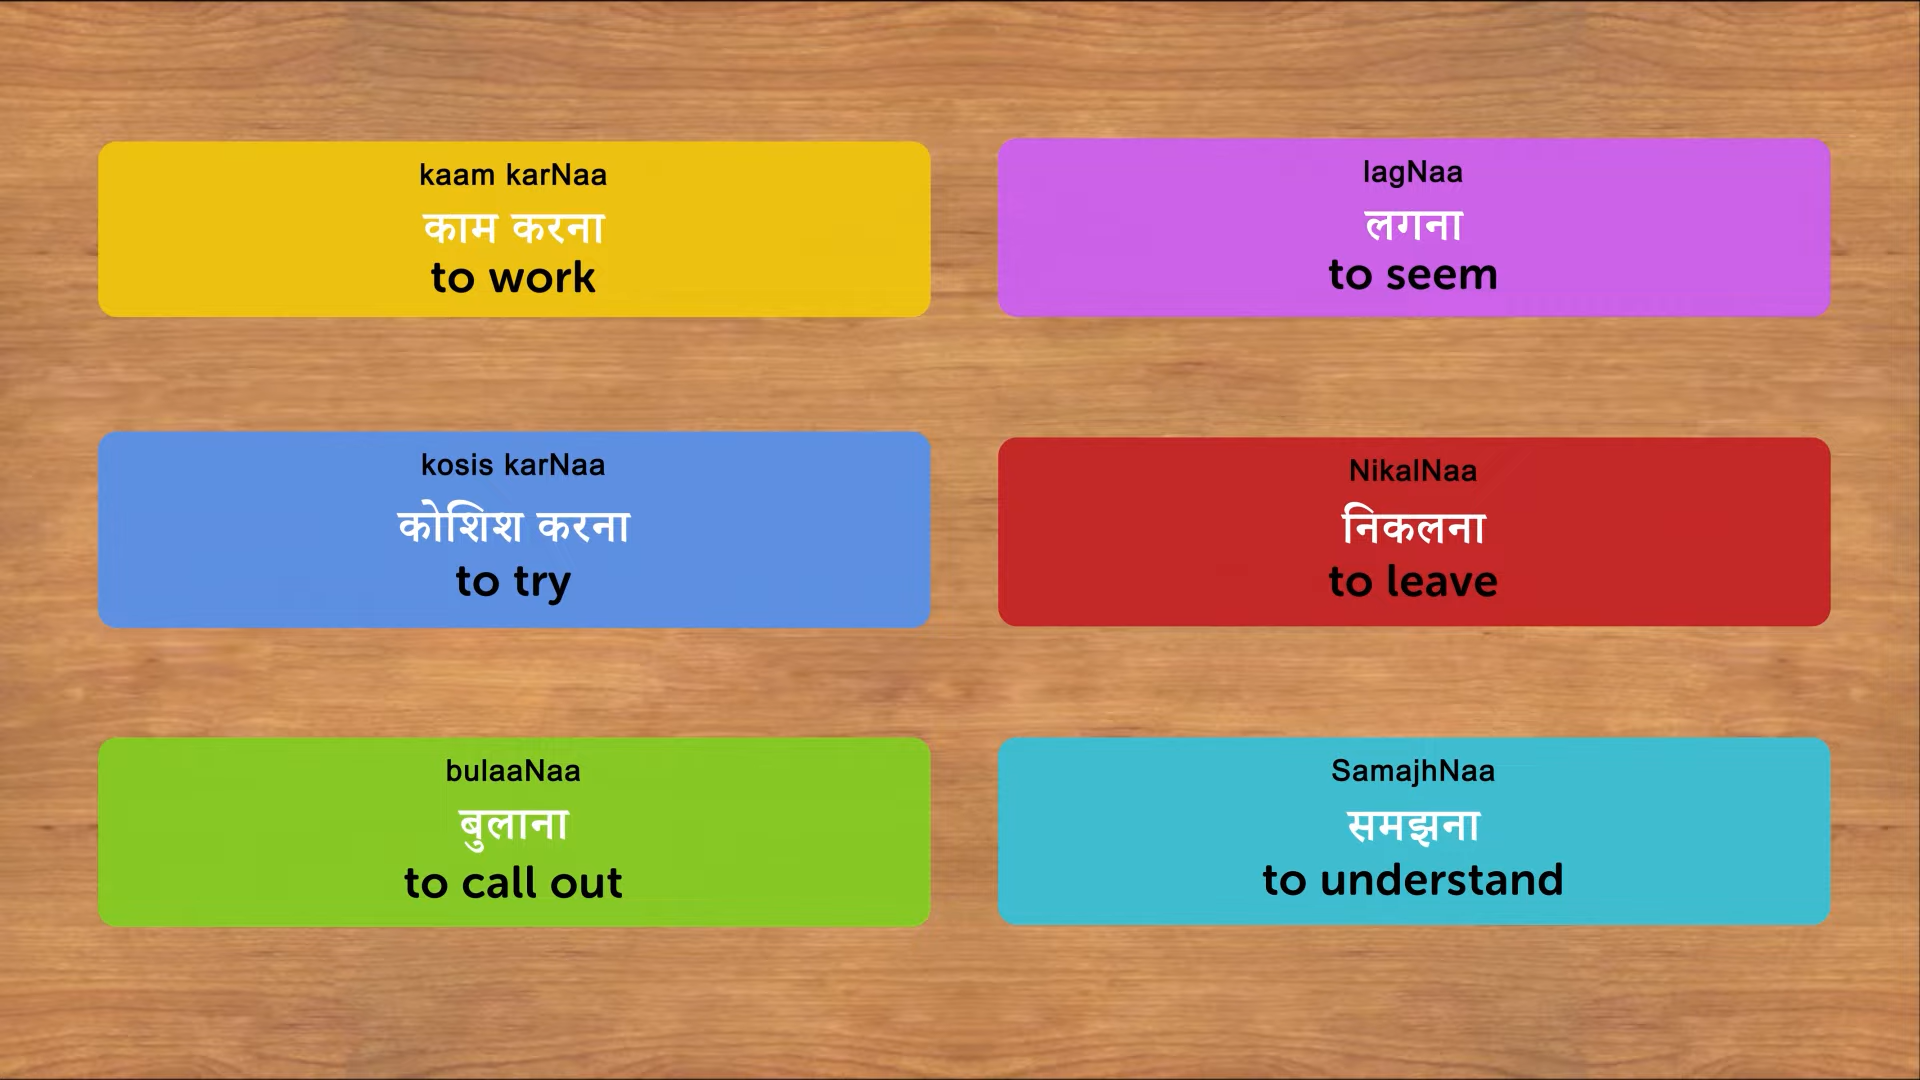 kaam karNaa
काम करना
to work
lagNaa
लगना
to seem
kosis karNaa
कोशिश करना
to try
NikalNaa
निकलना
to leave
bulaaNaa
बुलाना
to call out
SamajhNaa
समझना
to understand